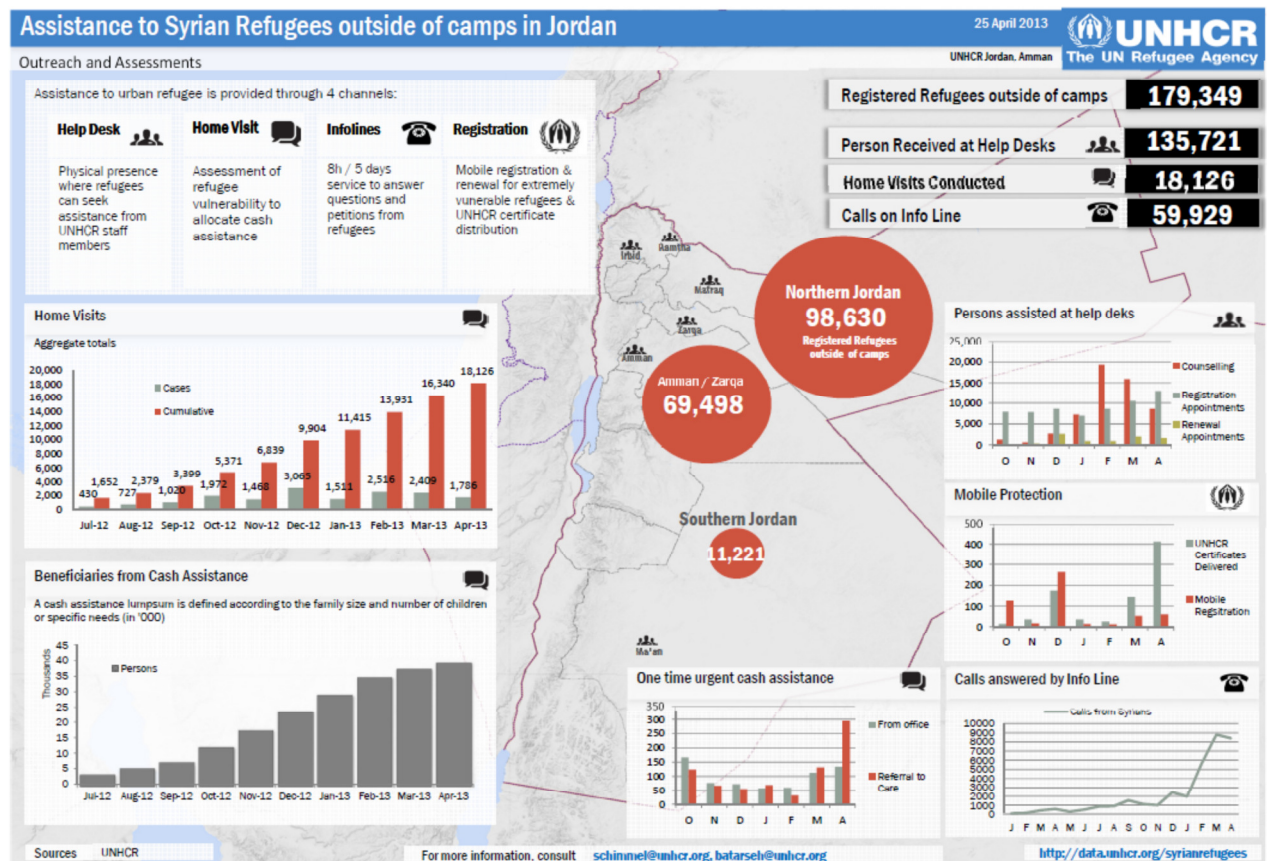 Assistance to Syrian Refugees outside of camps in Jordan
25 April 2013
UNHCR Jordan. Amman
UNHCR
The UN Refugee Agency
Outreach and Assessments
Assistance to urban refugee is provided through 4 channels:
Help Desk
Physical presence
where refugees
can seek
assistance from
UNHCR staff
members
Home Visit
Assessment of
refugee
vulnerability to
allocate cash
assistance
Infolines
8h / 5 days
service to answer
questions and
petitions from
refugees
Registration
Mobile registration &
renewal for extremely
vunerable refugees &
UNHCR certificate
distribution
Registered Refugees outside of camps 179,349
Person Received at Help Desks 135,721
Home Visits Conducted 18,126
Calls on Info Line 59,929
Irbid
Ramtha
Mafraq
Zarqa
Amman
Ma'an
Northern Jordan
98,630
Registered Refugees
outside of camps
Amman / Zarqa
69,498
Southern Jordan
11,221
Home Visits
Aggregate totals
20,000
18,000
16,000
14,000
12,000
10,000
8,000
6,000
4,000
2,000
0
Cases
Cumulative
430 1,652
727 2,379
1,020 3,399
1,972 5,371
1,468 6,839
3,065 9,904
1,511 11,415
2,516 13,931
2,409 16,340
1,786 18,126
Jul-12 Aug-12 Sep-12 Oct-12 Nov-12 Dec-12 Jan-13 Feb-13 Mar-13 Apr-13
Beneficiaries from Cash Assistance
A cash assistance lumpsum is defined according to the family size and number of children
or specific needs (in '000)
Thousands
45
40
35
30
25
20
15
10
5
0
Persons
Jul-12 Aug-12 Sep-12 Oct-12 Nov-12 Dec-12 Jan-13 Feb-13 Mar-13 Apr-13
Persons assisted at help deks
25,000
20,000
15,000
10,000
5,000
0
Counselling
Registration
Appointments
Renewal
Appointments
O N D J F M A
Mobile Protection
500
400
300
200
100
0
UNHCR
Certificates
Delivered
Mobile
Regsitration
O N D J F M A
One time urgent cash assistance
350
300
250
200
150
100
50
0
From office
Referral to
Care
O N D J F M A
Calls answered by Info Line
Calls from Syrians
10000
9000
8000
7000
6000
5000
4000
3000
2000
1000
0
J F M A M J J A S O N D J F M A
Sources UNHCR
For more information, consult schimmel@unhcr.org, batarseh@unhcr.org
http://data.unhcr.org/syrianrefugees